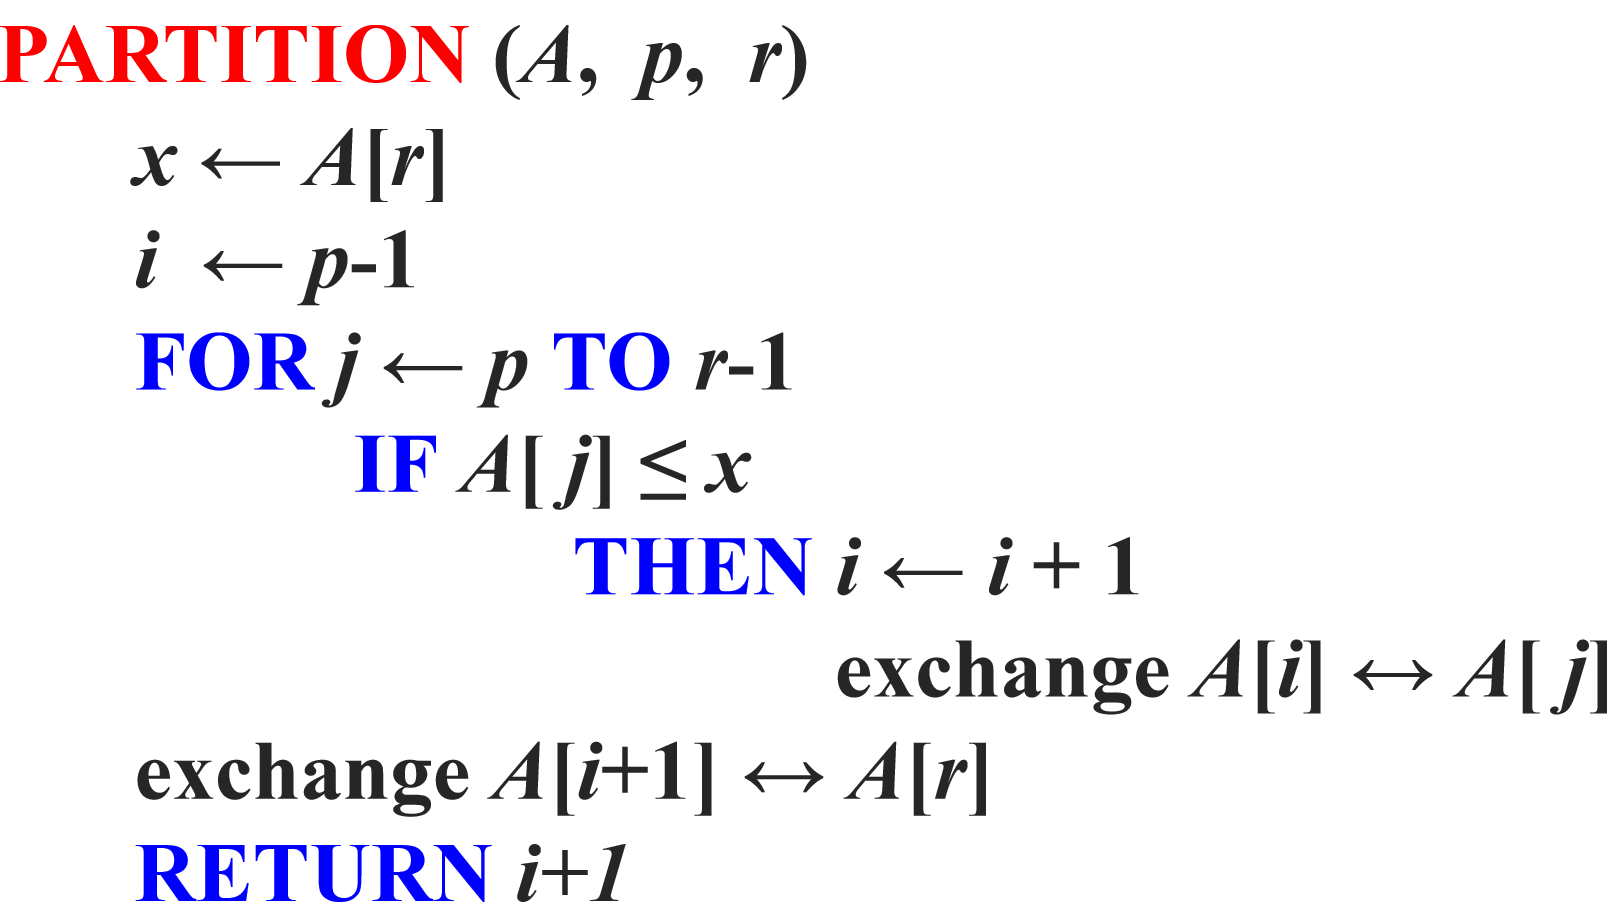 PARTITION (A, p, r)
x ← A[r]
i ← p-1
FOR j ← p TO r-1
IF A[ j] ≤ x
THEN i ← i + 1
exchange A[i] ↔ A[ j]
exchange A[i+1] ↔ A[r]
RETURN i+1